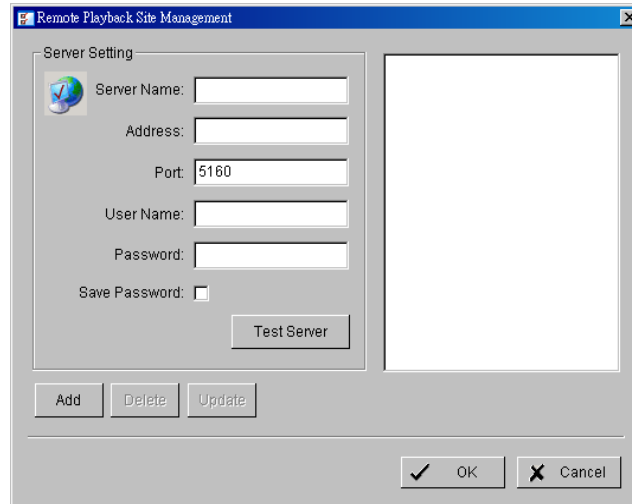 Remote Playback Site Management
Server Setting
Server Name:
Address:
Port: 5160
User Name:
Password:
Save Password:
Test Server
Add Delete Update
OK Cancel